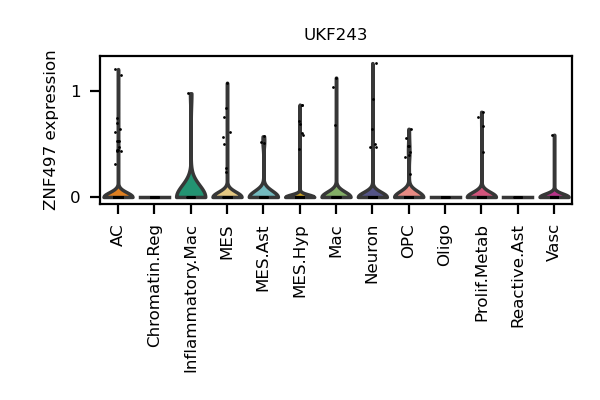 UKF243
ZNF497 expression
1
0
AC
Chromatin.Reg
Inflammatory.Mac
MES
MES.Ast
MES.Hyp
Mac
Neuron
OPC
Oligo
Prolif.Metab
Reactive.Ast
Vasc